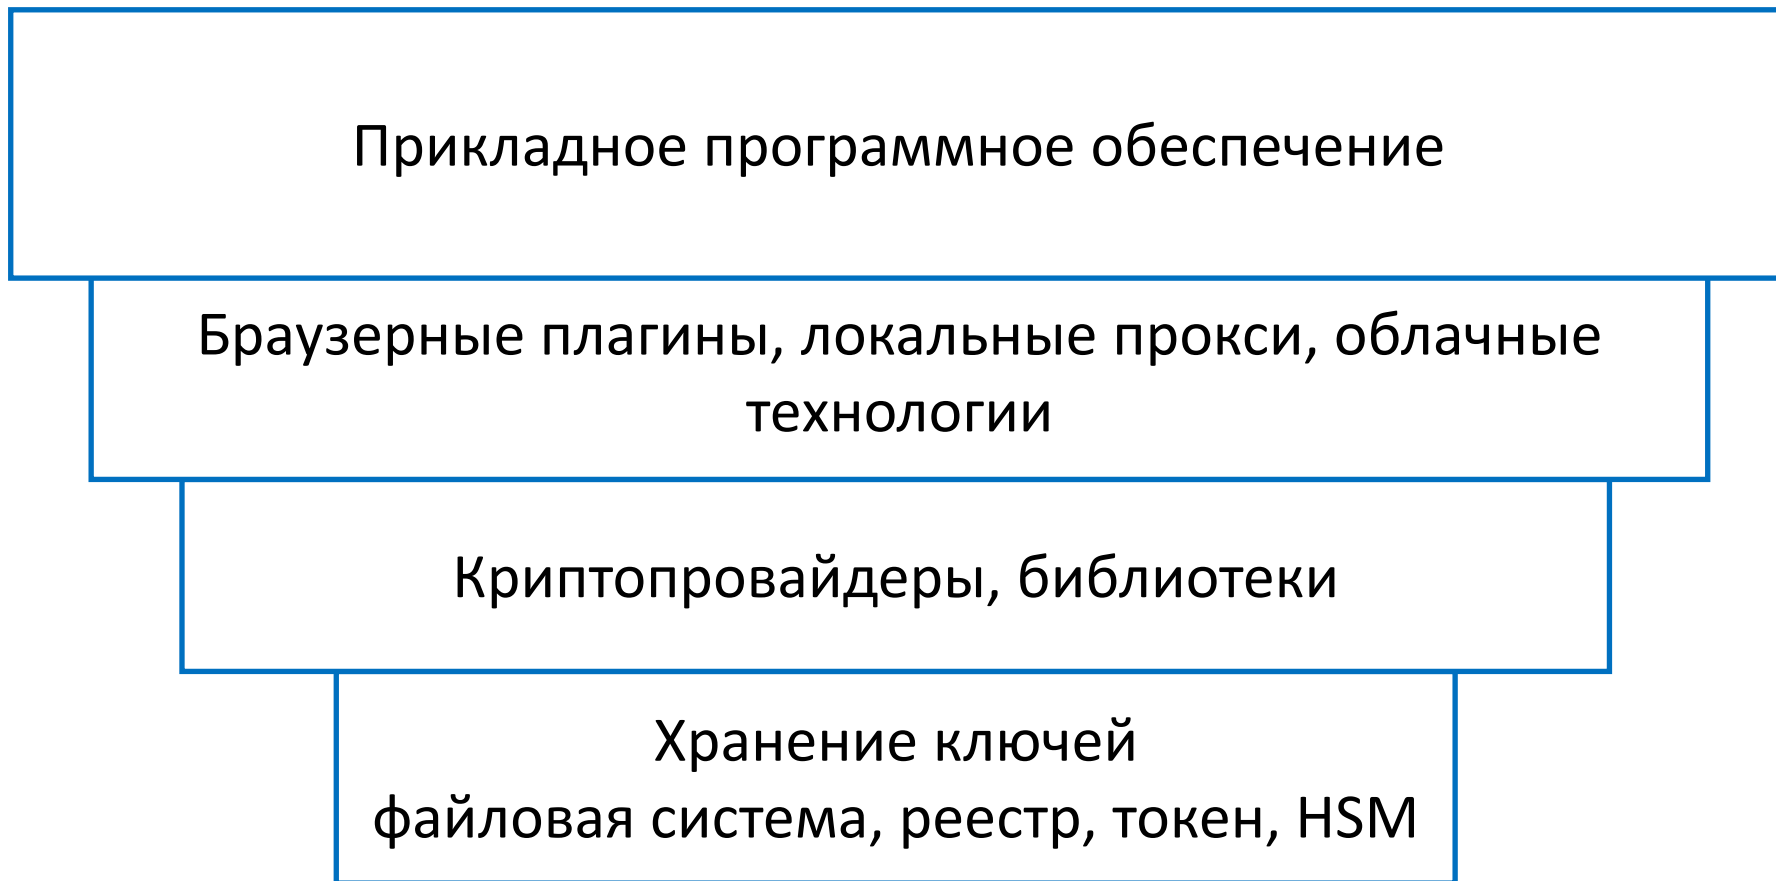 Прикладное программное обеспечение
Браузерные плагины, локальные прокси, облачные
технологии
Криптопровайдеры, библиотеки
Хранение ключей
файловая система, реестр, токен, HSM